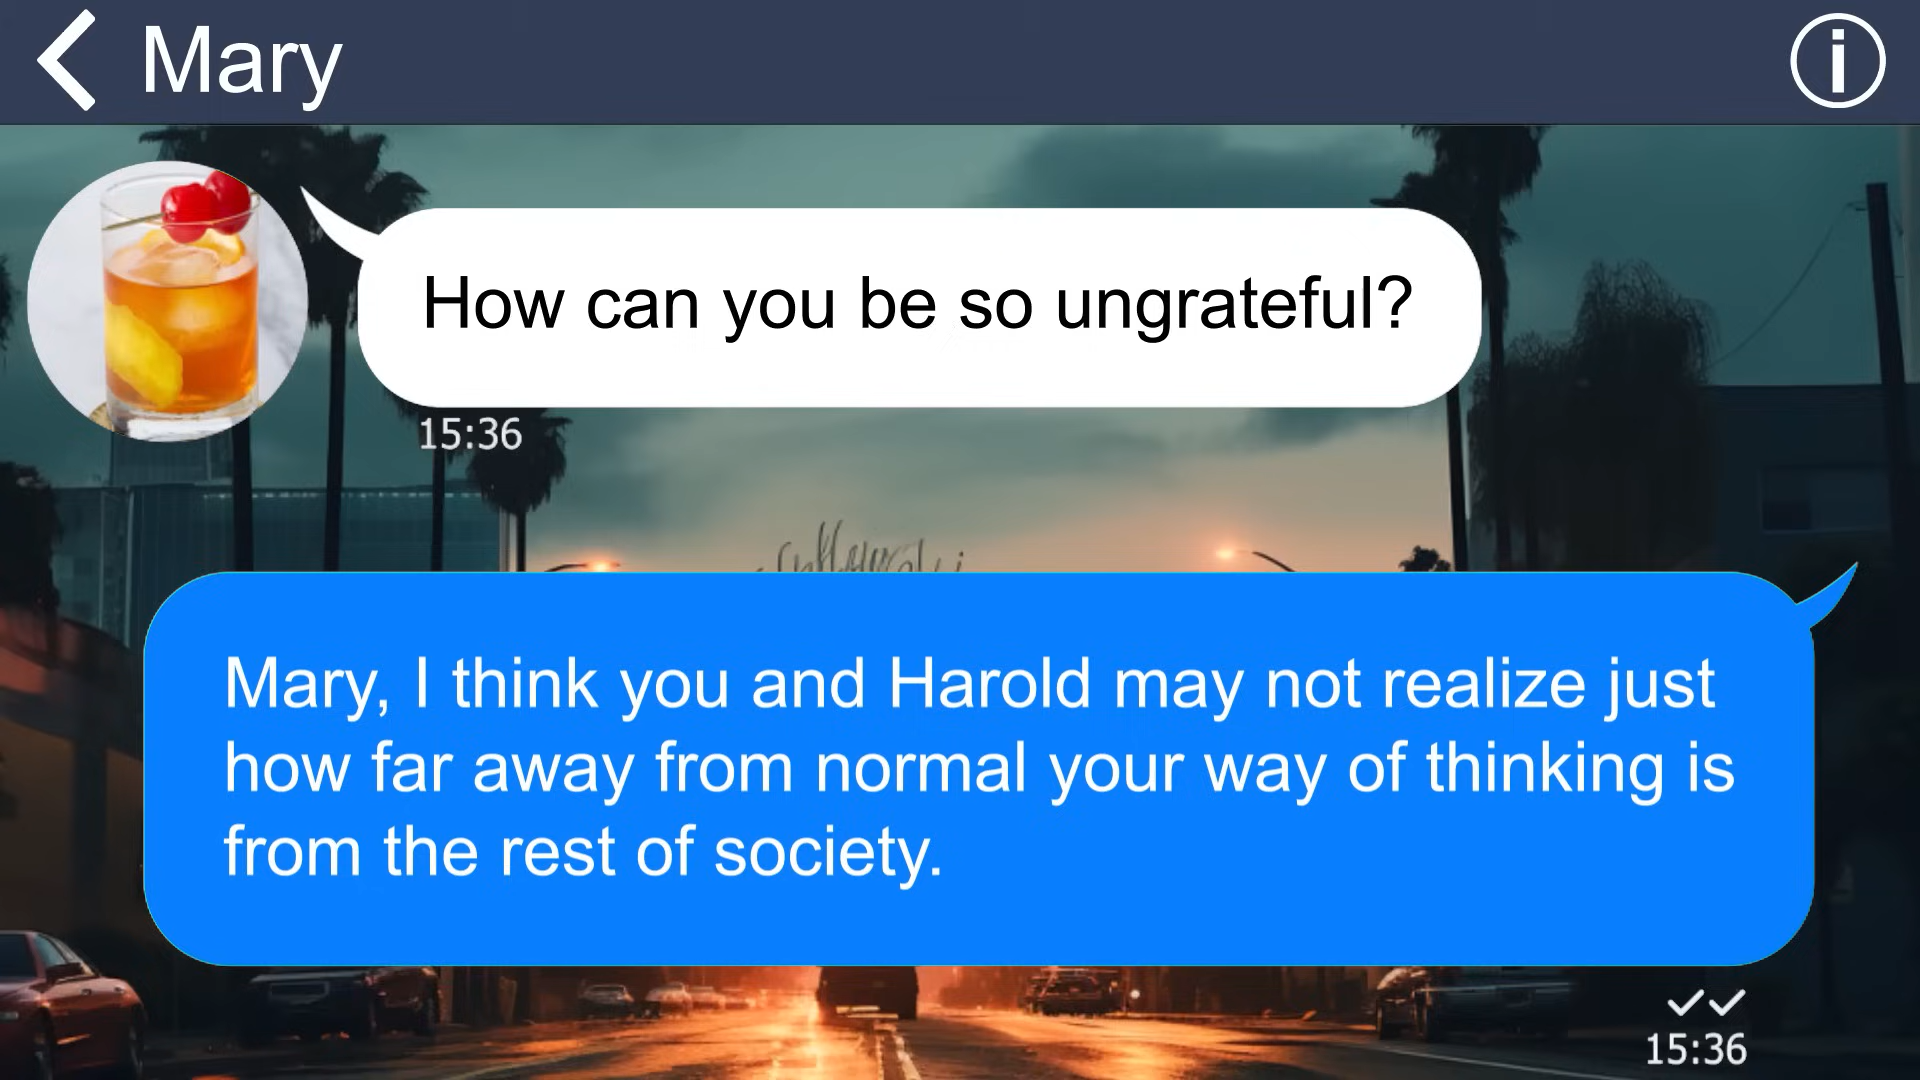 Mary
How can you be so ungrateful?
15:36
Mary, I think you and Harold may not realize just
how far away from normal your way of thinking is
from the rest of society.
15:36